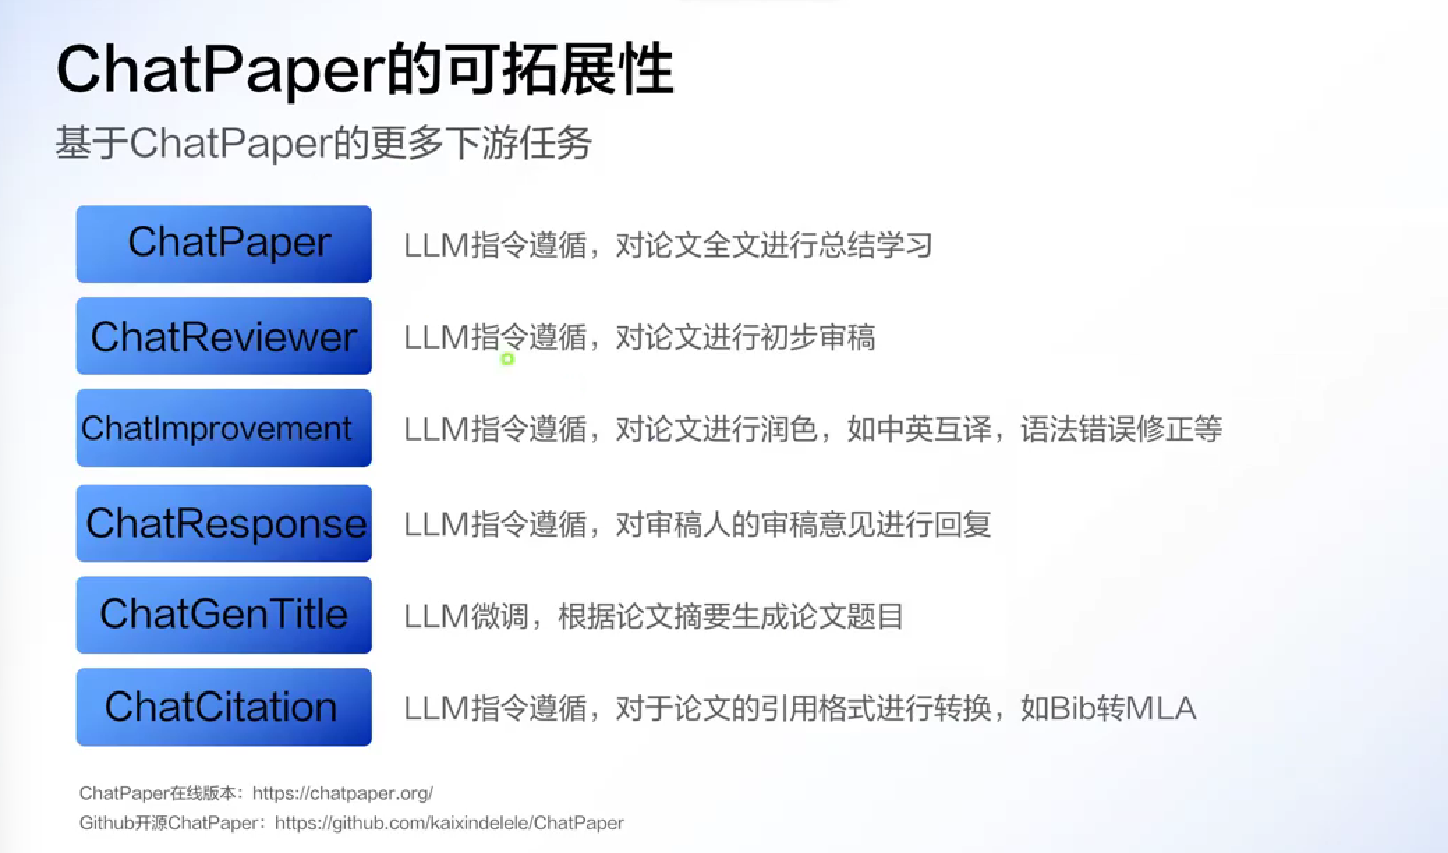 ChatPaper的可拓展性
基于ChatPaper的更多下游任务
ChatPaper
LLM指令遵循，对论文全文进行总结学习
ChatReviewer
LLM指令遵循，对论文进行初步审稿
ChatImprovement
LLM指令遵循，对论文进行润色，如中英互译，语法错误修正等
ChatResponse
LLM指令遵循，对审稿人的审稿意见进行回复
ChatGenTitle
LLM微调，根据论文摘要生成论文题目
ChatCitation
LLM指令遵循，对于论文的引用格式进行转换，如Bib转MLA
ChatPaper在线版本：https://chatpaper.org/
Github开源ChatPaper：https://github.com/kaixindelele/ChatPaper